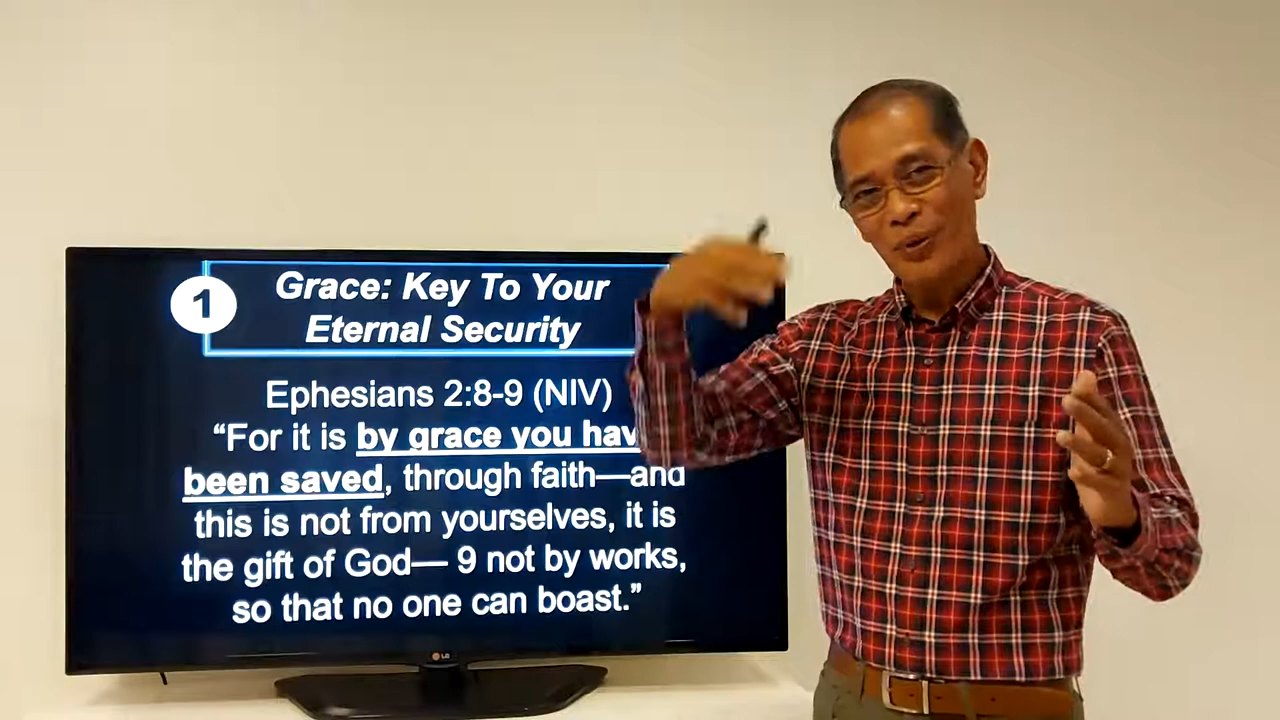 1
Grace: Key To Your
Eternal Security
Ephesians 2:8-9 (NIV)
“For it is by grace you hav
been saved, through faith—and
this is not from yourselves, it is
the gift of God— 9 not by works,
so that no one can boast.”
LG